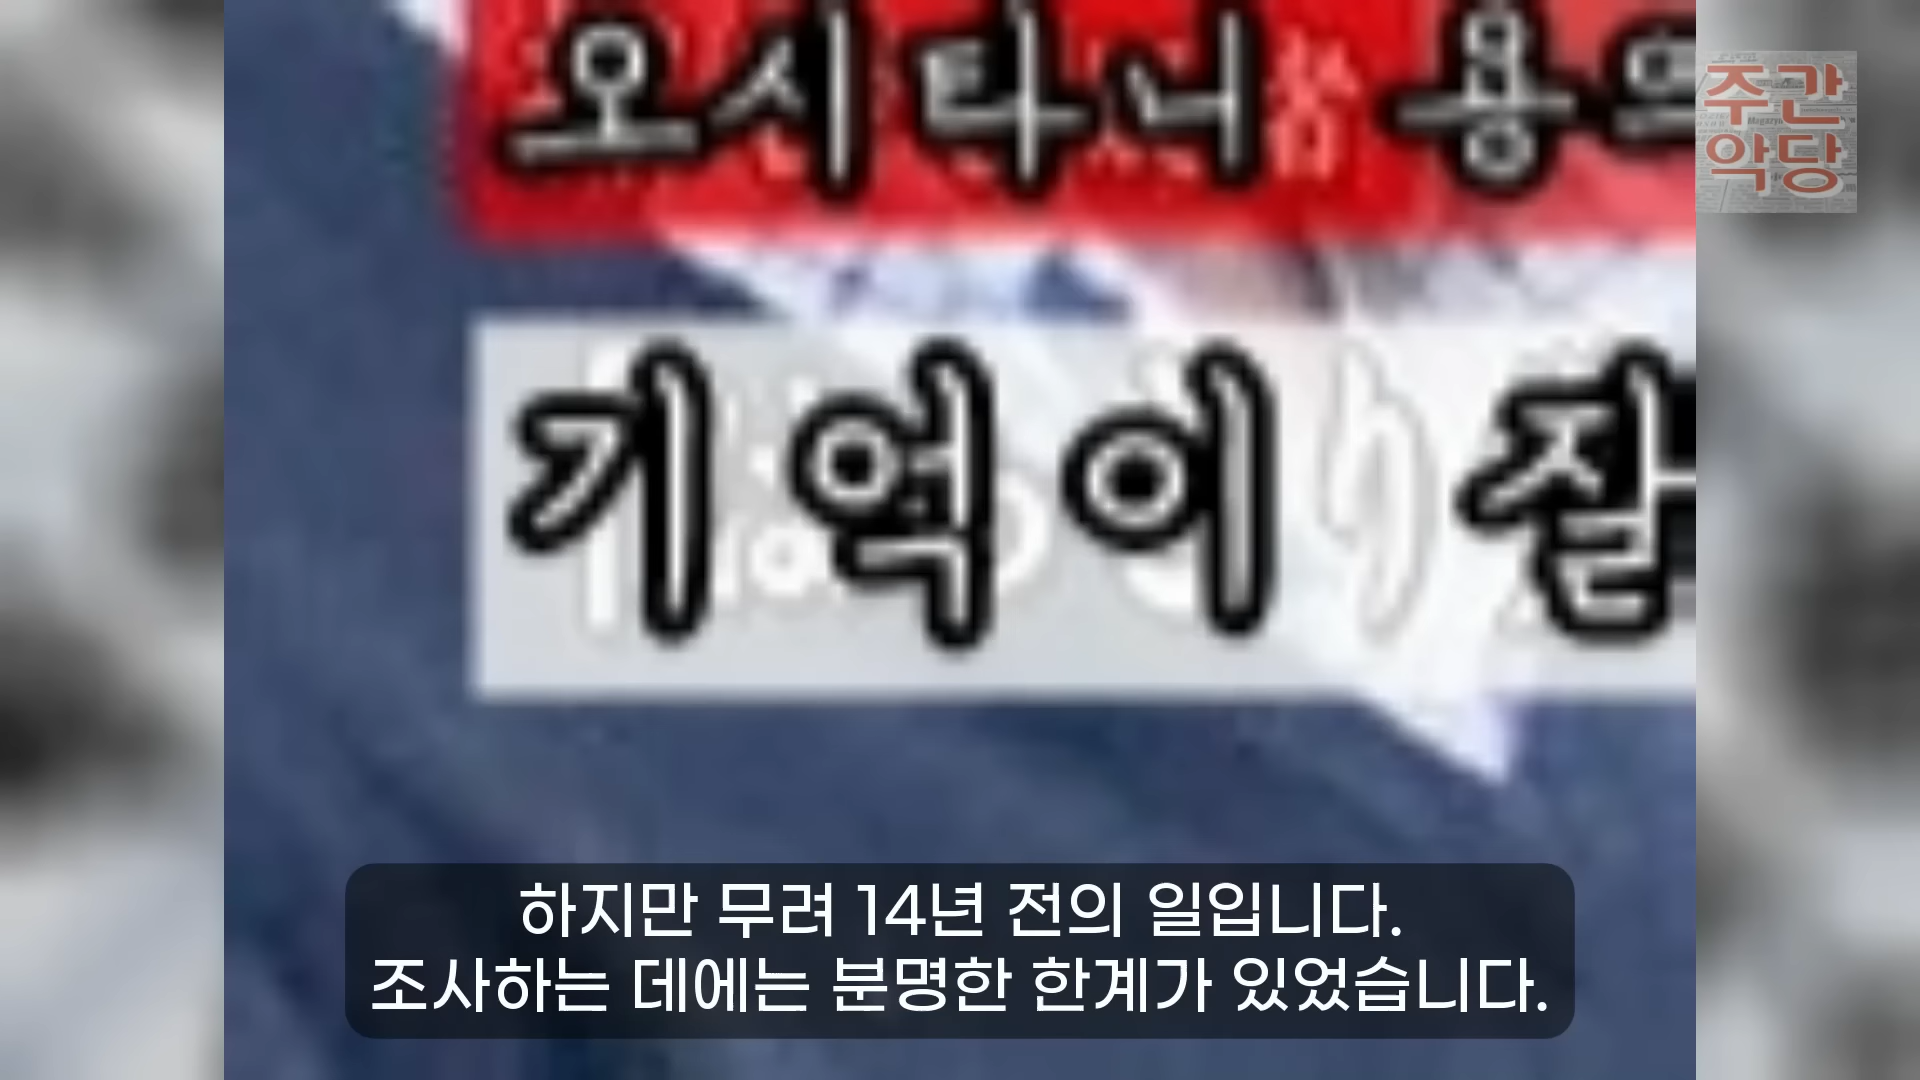 오시타니 용의
주간
악당
기억이 잘
하지만 무려 14년 전의 일입니다.
조사하는 데에는 분명한 한계가 있었습니다.